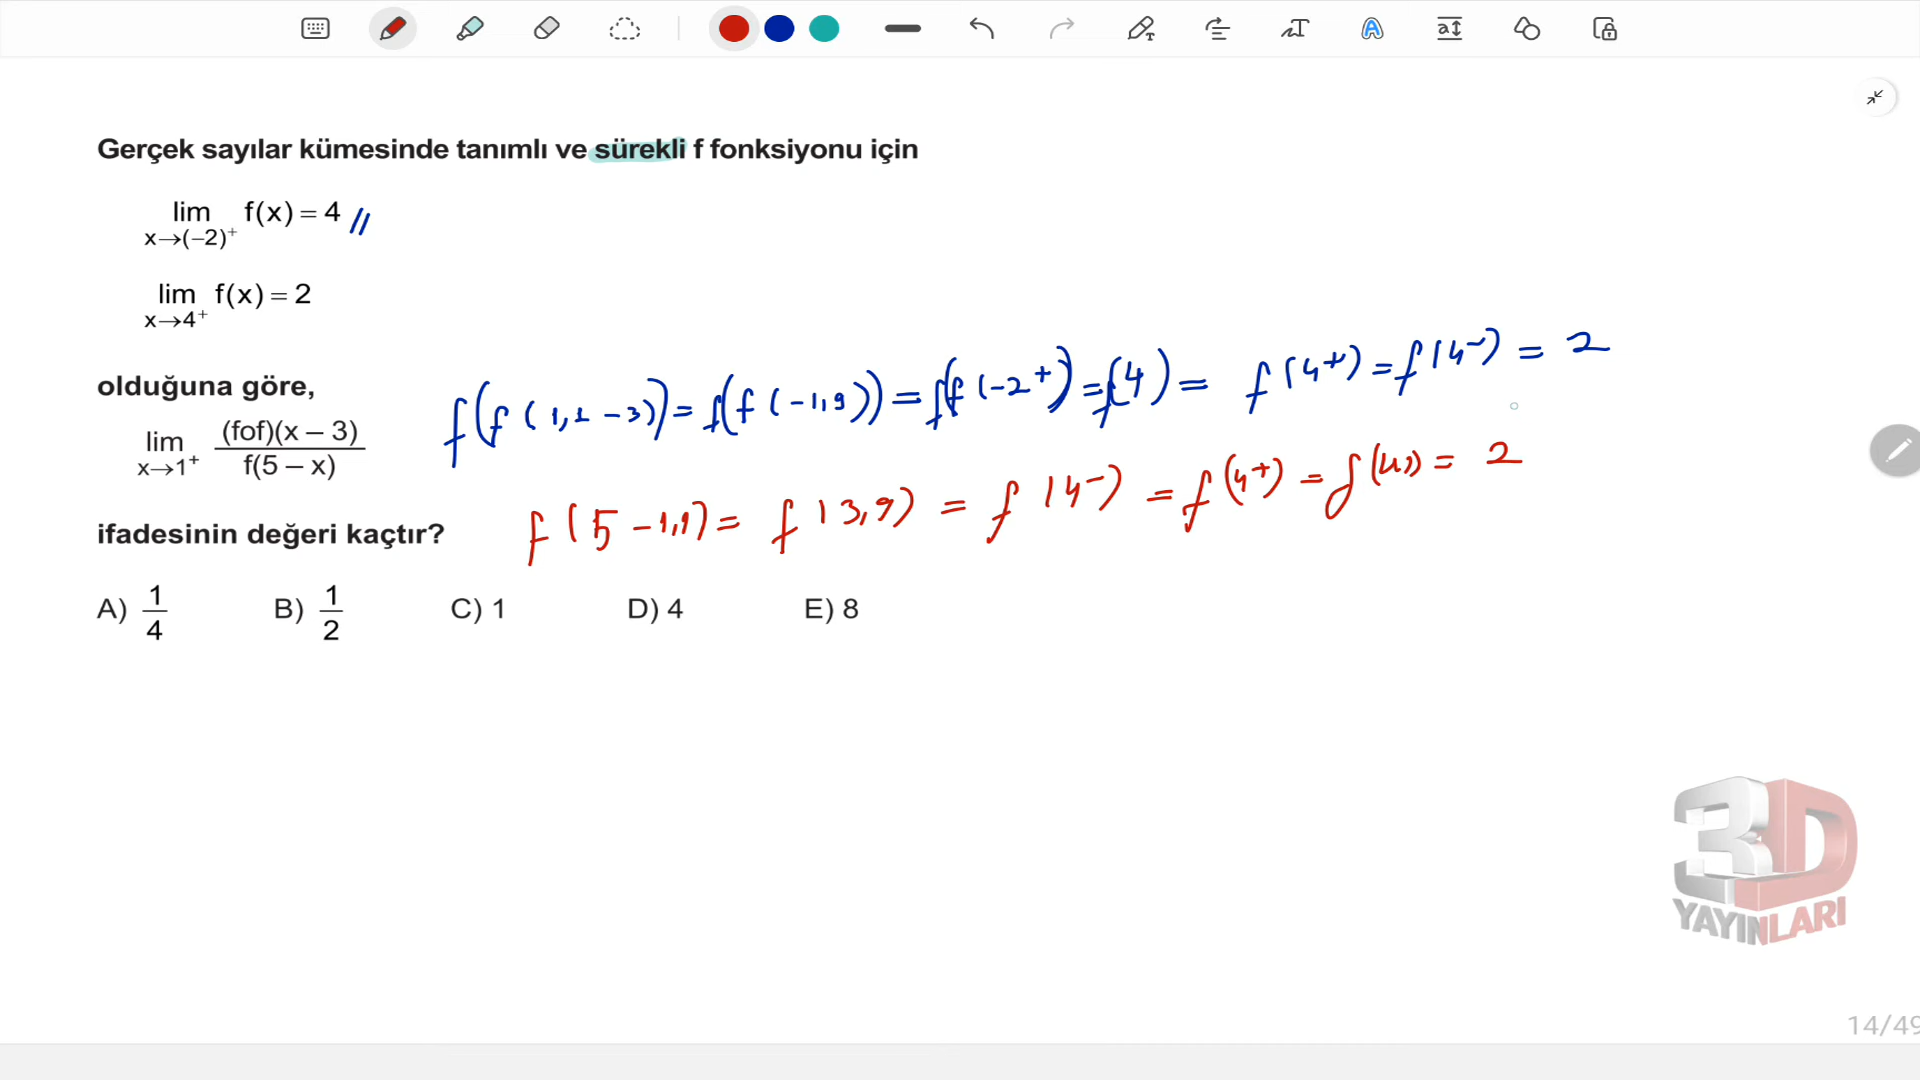 Gerçek sayılar kümesinde tanımlı ve sürekli f fonksiyonu için
lim x→(−2)⁺ f(x) = 4 //
lim x→4⁺ f(x) = 2
olduğuna göre,
lim x→1⁺ (fof)(x − 3) / f(5 − x)
f(f(1,1 − 3)) = f(f(−1,9)) = f(f(−2⁺)) = f(4) = f(4⁺) = f(4⁻) = 2
ifadesinin değeri kaçtır?
f(5 − 1,1) = f(3,9) = f(4⁻) = f(4⁺) = f(4) = 2
A) 1/4 B) 1/2 C) 1 D) 4 E) 8
3D
YAYINLARI
14/49